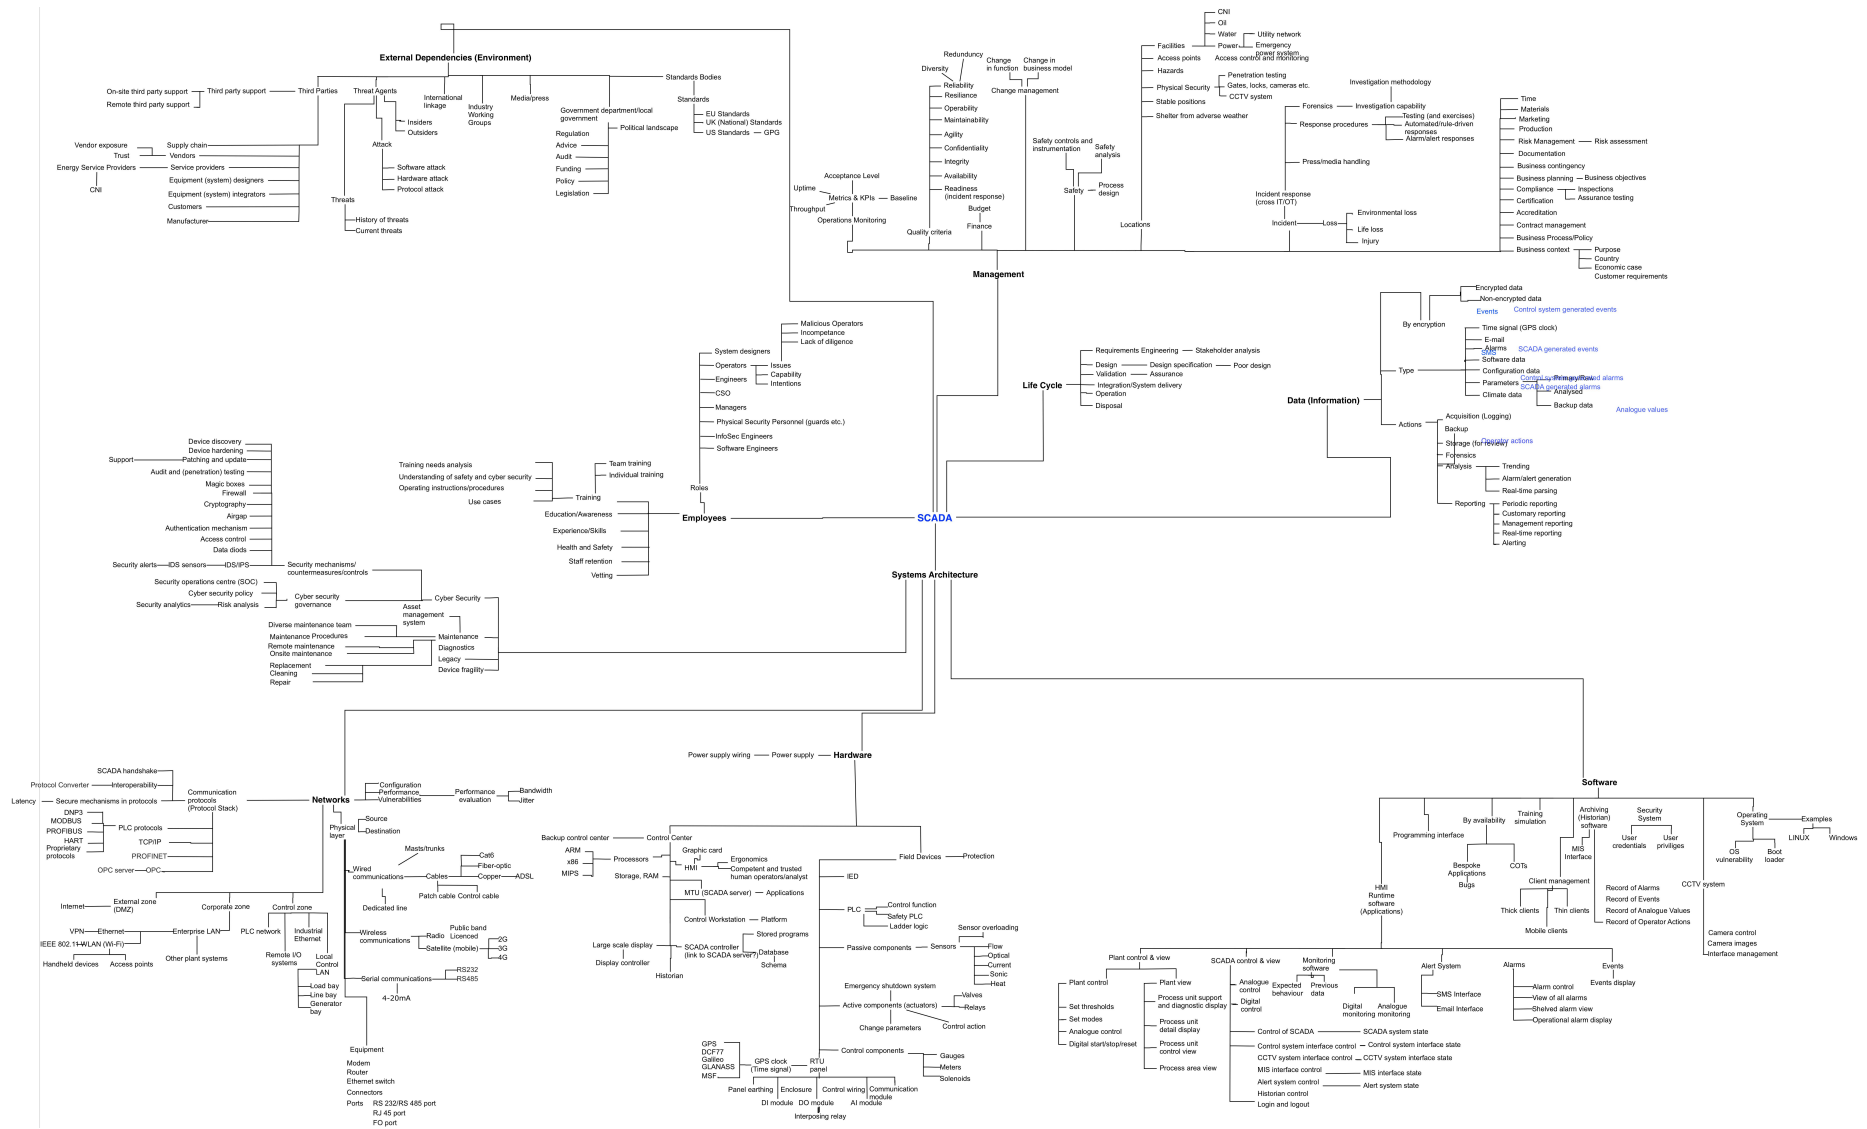 External Dependencies (Environment)
On-site third party support
Remote third party support
Third party support
Third Parties
Threat Agents
International
linkage
Industry
Working
Groups
Media/press
Government department/local
government
Standards Bodies
Standards
EU Standards
UK (National) Standards
US Standards
GPG
Political landscape
Regulation
Advice
Audit
Funding
Policy
Legislation
Insiders
Outsiders
Attack
Software attack
Hardware attack
Protocol attack
Threats
History of threats
Current threats
Vendor exposure
Trust
Supply chain
Vendors
Energy Service Providers
CNI
Service providers
Equipment (system) designers
Equipment (system) integrators
Customers
Manufacturer
Acceptance Level
Uptime
Metrics & KPIs
Baseline
Throughput
Operations Monitoring
Redunduncy
Diversity
Reliability
Resiliance
Operability
Maintainability
Agility
Confidentiality
Integrity
Availability
Readiness
(incident response)
Quality criteria
Budget
Finance
Change
in function
Change in
business model
Change management
Safety controls and
instrumentation
Safety
analysis
Safety
Process
design
Locations
Facilities
CNI
Oil
Water
Power
Utility network
Emergency
power system
Access points
Access control and monitoring
Hazards
Physical Security
Penetration testing
Gates, locks, cameras etc.
CCTV system
Stable positions
Shelter from adverse weather
Investigation methodology
Forensics
Investigation capability
Response procedures
Testing (and exercises)
Automated/rule-driven
responses
Alarm/alert responses
Press/media handling
Incident response
(cross IT/OT)
Incident
Loss
Environmental loss
Life loss
Injury
Time
Materials
Marketing
Production
Risk Management
Risk assessment
Documentation
Business contingency
Business planning
Business objectives
Compliance
Inspections
Assurance testing
Certification
Accreditation
Contract management
Business Process/Policy
Business context
Purpose
Country
Economic case
Customer requirements
Management
Malicious Operators
Incompetance
Lack of diligence
System designers
Operators
Issues
Capability
Intentions
Engineers
CSO
Managers
Physical Security Personnel (guards etc.)
InfoSec Engineers
Software Engineers
Roles
Training needs analysis
Understanding of safety and cyber security
Operating instructions/procedures
Use cases
Team training
Individual training
Training
Education/Awareness
Experience/Skills
Health and Safety
Staff retention
Vetting
Employees
SCADA
Life Cycle
Requirements Engineering
Stakeholder analysis
Design
Design specification
Poor design
Validation
Assurance
Integration/System delivery
Operation
Disposal
Data (Information)
By encryption
Encrypted data
Non-encrypted data
Events
Control system generated events
Type
Time signal (GPS clock)
E-mail
Alarms
SMS
SCADA generated events
Software data
Configuration data
Control system generated alarms
Primary/Raw
SCADA generated alarms
Parameters
Analysed
Climate data
Backup data
Analogue values
Actions
Acquisition (Logging)
Backup
Storage (for review)
Operator actions
Forensics
Analysis
Trending
Alarm/alert generation
Real-time parsing
Reporting
Periodic reporting
Customary reporting
Management reporting
Real-time reporting
Alerting
Device discovery
Device hardening
Support
Patching and update
Audit and (penetration) testing
Magic boxes
Firewall
Cryptography
Airgap
Authentication mechanism
Access control
Data diods
Security alerts
IDS sensors
IDS/IPS
Security mechanisms/
countermeasures/controls
Security operations centre (SOC)
Cyber security policy
Security analytics
Risk analysis
Cyber security
governance
Cyber Security
Asset
management
system
Diverse maintenance team
Maintenance Procedures
Remote maintenance
Onsite maintenance
Replacement
Cleaning
Repair
Maintenance
Diagnostics
Legacy
Device fragility
Systems Architecture
SCADA handshake
Protocol Converter
Interoperability
Latency
Secure mechanisms in protocols
Communication
protocols
(Protocol Stack)
DNP3
MODBUS
PROFIBUS
HART
Proprietary
protocols
PLC protocols
TCP/IP
PROFINET
OPC server
OPC
Networks
Configuration
Performance
Vulnerabilities
Performance
evaluation
Bandwidth
Jitter
Physical
layer
Source
Destination
Masts/trunks
Wired
communications
Cables
Cat6
Fiber-optic
Copper
ADSL
Patch cable
Control cable
Dedicated line
Wireless
communications
Radio
Public band
Licenced
Satellite (mobile)
2G
3G
4G
Serial communications
RS232
RS485
4-20mA
Internet
External zone
(DMZ)
Corporate zone
Control zone
VPN
Ethernet
Enterprise LAN
IEEE 802.11
WLAN (Wi-Fi)
Handheld devices
Access points
Other plant systems
PLC network
Industrial
Ethernet
Remote I/O
systems
Local
Control
LAN
Load bay
Line bay
Generator
bay
Equipment
Modem
Router
Ethernet switch
Connectors
Ports
RS 232/RS 485 port
RJ 45 port
FO port
Power supply wiring
Power supply
Hardware
Backup control center
Control Center
ARM
x86
MIPS
Processors
Graphic card
HMI
Ergonomics
Competent and trusted
human operators/analyst
Storage, RAM
MTU (SCADA server)
Applications
Control Workstation
Platform
Large scale display
Display controller
SCADA controller
(link to SCADA server?)
Stored programs
Database
Schema
Historian
Field Devices
Protection
IED
PLC
Control function
Safety PLC
Ladder logic
Passive components
Sensors
Sensor overloading
Flow
Optical
Current
Sonic
Heat
Emergency shutdown system
Active components (actuators)
Valves
Relays
Change parameters
Control action
Control components
Gauges
Meters
Solenoids
GPS
DCF77
Galileo
GLANASS
MSF
GPS clock
(Time signal)
RTU
panel
Panel earthing
Enclosure
Control wiring
Communication
module
DI module
DO module
AI module
Interposing relay
Software
Programming interface
By availability
Training
simulation
Archiving
(Historian)
software
Security
System
User
credentials
User
priviliges
Operating
System
Examples
LINUX
Windows
OS
vulnerability
Boot
loader
MIS
Interface
Bespoke
Applications
Bugs
COTs
Client management
Thick clients
Thin clients
Mobile clients
Record of Alarms
Record of Events
Record of Analogue Values
Record of Operator Actions
CCTV system
Camera control
Camera images
Interface management
HMI
Runtime
software
(Applications)
Plant control & view
Plant control
Set thresholds
Set modes
Analogue control
Digital start/stop/reset
Plant view
Process unit support
and diagnostic display
Process unit
detail display
Process unit
control view
Process area view
SCADA control & view
Analogue
control
Digital
control
Control of SCADA
SCADA system state
Control system interface control
Control system interface state
CCTV system interface control
CCTV system interface state
MIS interface control
MIS interface state
Alert system control
Alert system state
Historian control
Login and logout
Monitoring
software
Expected
behaviour
Previous
data
Digital
monitoring
Analogue
monitoring
Alert System
SMS Interface
Email Interface
Alarms
Alarm control
View of all alarms
Shelved alarm view
Operational alarm display
Events
Events display